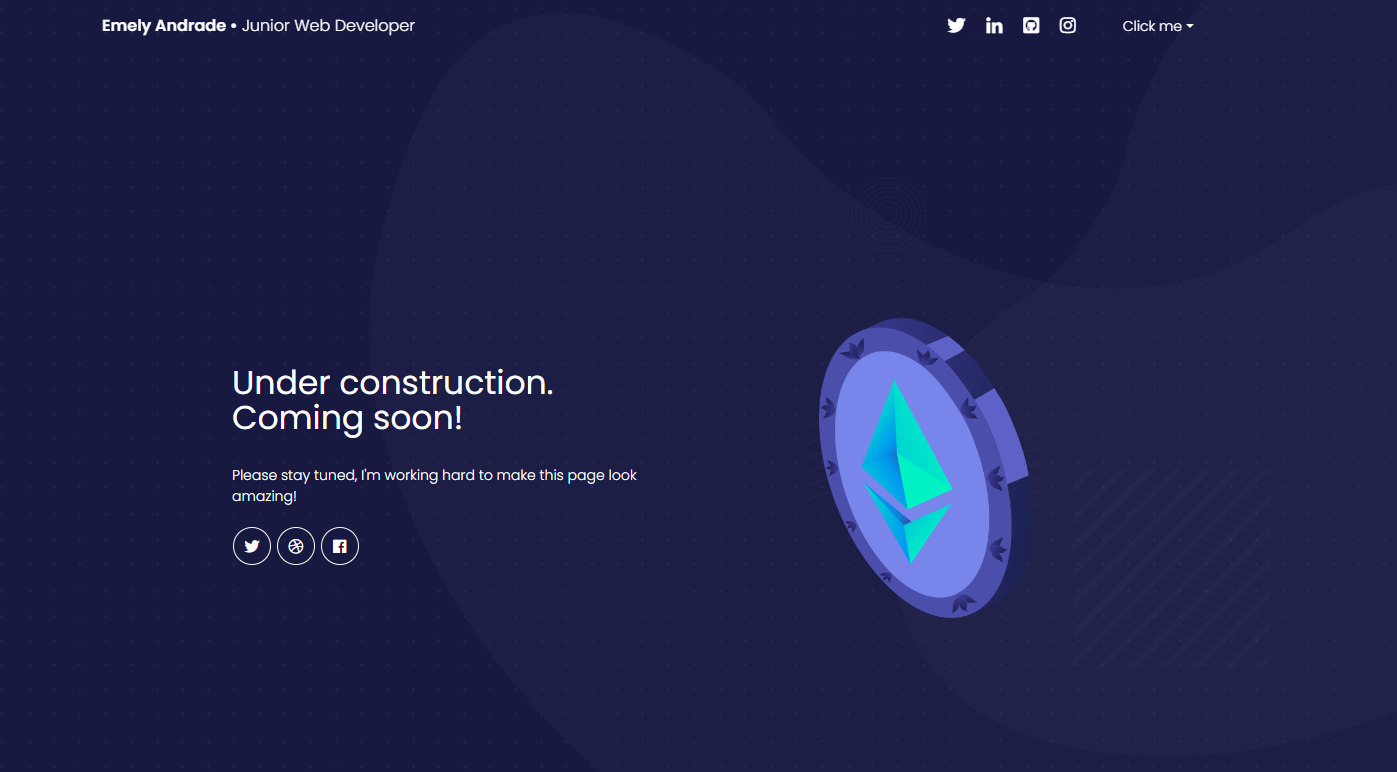 Emely Andrade • Junior Web Developer
Click me
Under construction.
Coming soon!
Please stay tuned, I'm working hard to make this page look
amazing!